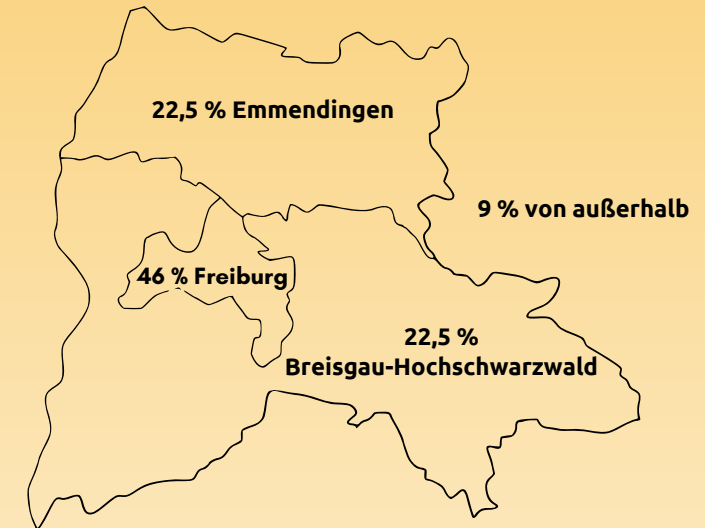 22,5 % Emmendingen
9 % von außerhalb
46 % Freiburg
22,5 %
Breisgau-Hochschwarzwald